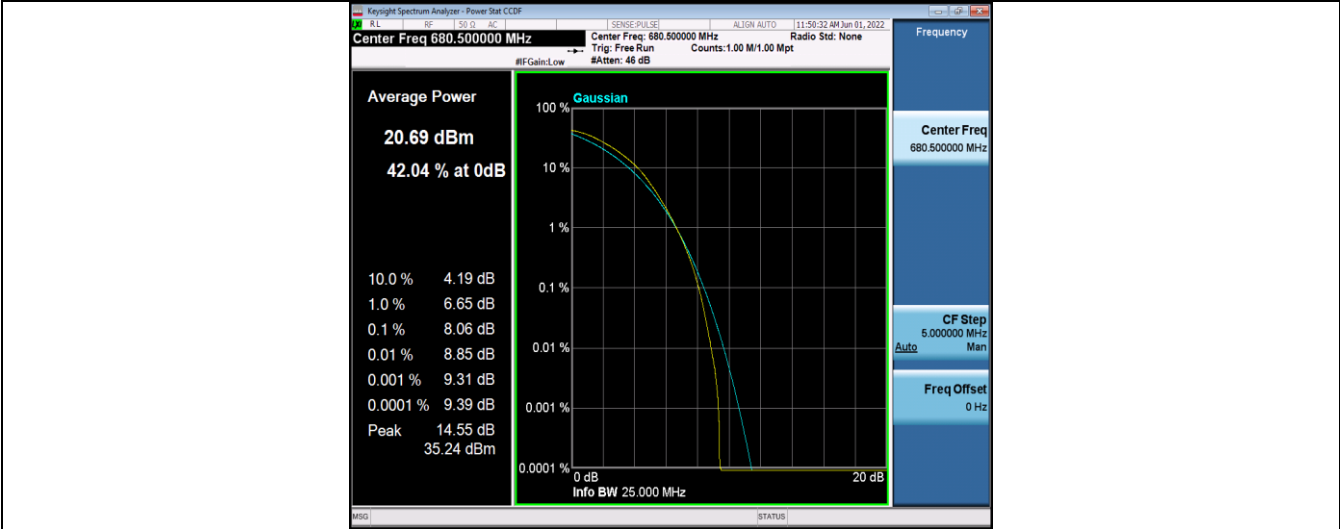 Keysight Spectrum Analyzer - Power Stat CCDF
RL RF 50 Ω AC SENSE:PULSE ALIGN AUTO 11:50:32 AM Jun 01, 2022
Center Freq 680.500000 MHz
Center Freq: 680.500000 MHz Radio Std: None
Trig: Free Run Counts:1.00 M/1.00 Mpt
#IFGain:Low #Atten: 46 dB
Frequency
Average Power
20.69 dBm
42.04 % at 0dB
10.0 % 4.19 dB
1.0 % 6.65 dB
0.1 % 8.06 dB
0.01 % 8.85 dB
0.001 % 9.31 dB
0.0001 % 9.39 dB
Peak 14.55 dB
35.24 dBm
Gaussian
100 %
10 %
1 %
0.1 %
0.01 %
0.001 %
0.0001 %
0 dB 20 dB
Info BW 25.000 MHz
Center Freq
680.500000 MHz
CF Step
5.000000 MHz
Auto Man
Freq Offset
0 Hz
MSG STATUS